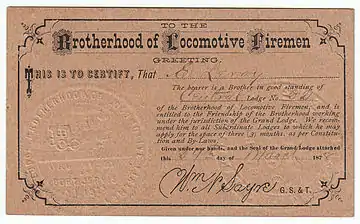 TO THE
Brotherhood of Locomotive Firemen
GREETING.
THIS IS TO CERTIFY, That
The bearer is a Brother in good standing of
Lodge No.
of the Brotherhood of Locomotive Firemen, and is
entitled to the Friendship of the Brotherhood working
under the jurisdiction of the Grand Lodge. We recom-
mend him to all Subordinate Lodges to which he may
apply for the space of three (3) months, as per Constitu-
tion and By-Laws.
Given under our hands, and the Seal of the Grand Lodge attached
this day of 187
Wm. N. Sayre G. S. & T.